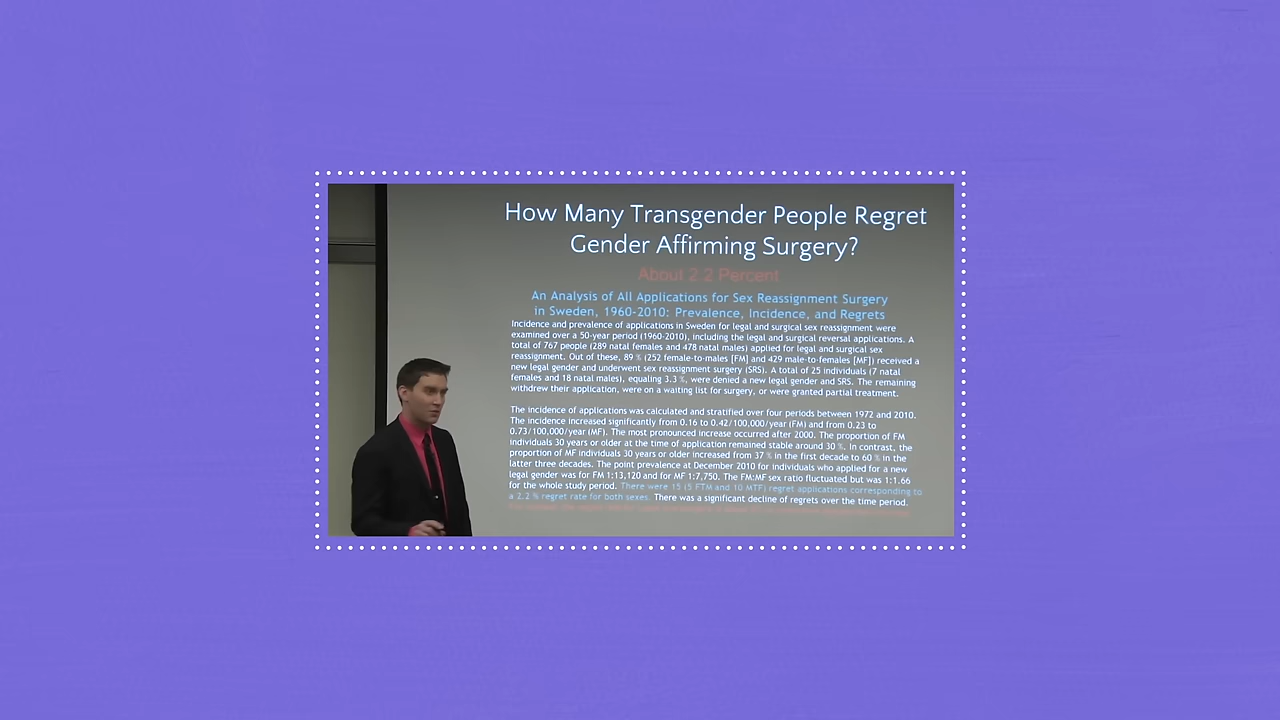 How Many Transgender People Regret
Gender Affirming Surgery?
About 2.2 Percent
An Analysis of All Applications for Sex Reassignment Surgery
in Sweden, 1960-2010: Prevalence, Incidence, and Regrets
Incidence and prevalence of applications in Sweden for legal and surgical sex reassignment were
examined over a 50-year period (1960-2010), including the legal and surgical reversal applications. A
total of 767 people (289 natal females and 478 natal males) applied for legal and surgical sex
reassignment. Out of these, 89 % (252 female-to-males [FM] and 429 male-to-females [MF]) received a
new legal gender and underwent sex reassignment surgery (SRS). A total of 25 individuals (7 natal
females and 18 natal males), equaling 3.3 %, were denied a new legal gender and SRS. The remaining
withdrew their application, were on a waiting list for surgery, or were granted partial treatment.
The incidence of applications was calculated and stratified over four periods between 1972 and 2010.
The incidence increased significantly from 0.16 to 0.42/100,000/year (FM) and from 0.23 to
0.73/100,000/year (MF). The most pronounced increase occurred after 2000. The proportion of FM
individuals 30 years or older at the time of application remained stable around 30 %. In contrast, the
proportion of MF individuals 30 years or older increased from 37 % in the first decade to 60 % in the
latter three decades. The point prevalence at December 2010 for individuals who applied for a new
legal gender was for FM 1:13,120 and for MF 1:7,750. The FM:MF sex ratio fluctuated but was 1:1.66
for the whole study period. There were 15 (5 FTM and 10 MTF) regret applications corresponding to
a 2.2 % regret rate for both sexes. There was a significant decline of regrets over the time period.